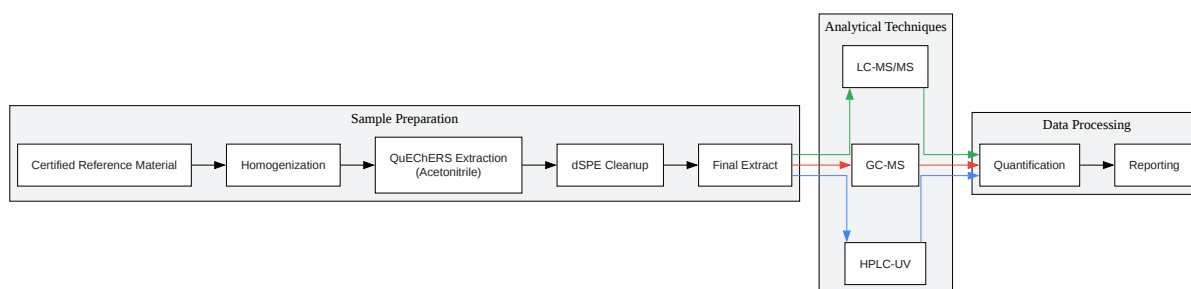 Analytical Techniques
LC-MS/MS
Sample Preparation
Data Processing
Certified Reference Material
Homogenization
QuEChERS Extraction
(Acetonitrile)
dSPE Cleanup
Final Extract
GC-MS
Quantification
Reporting
HPLC-UV